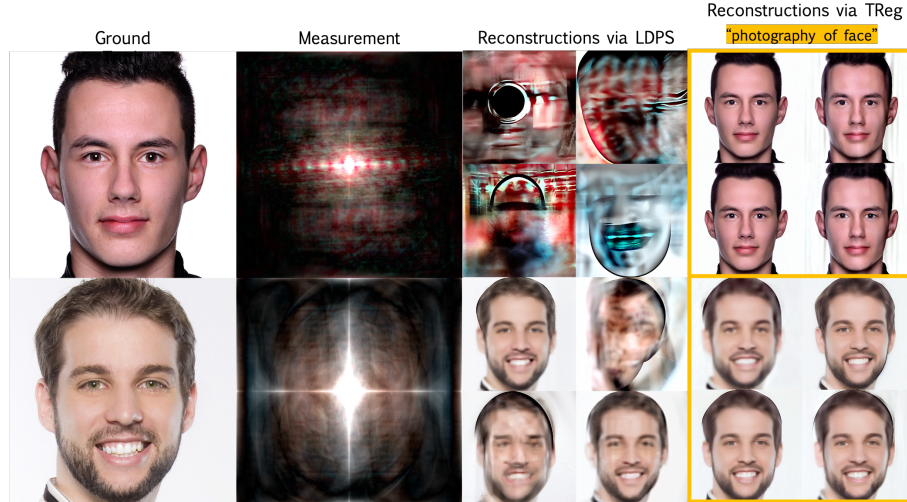 Ground
Measurement
Reconstructions via LDPS
Reconstructions via TReg
“photography of face”